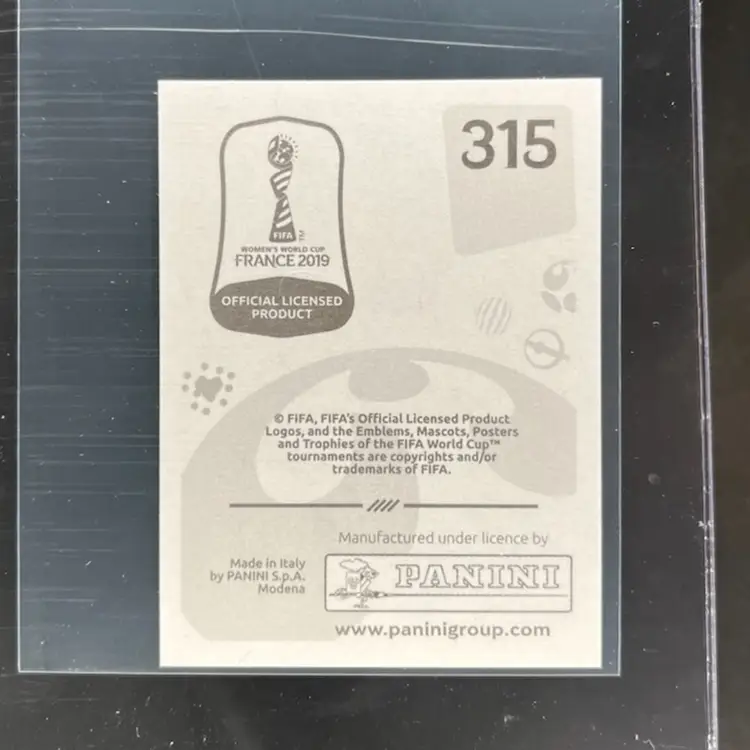 315
FIFA
TM
WOMEN'S WORLD CUP
FRANCE 2019
OFFICIAL LICENSED
PRODUCT
© FIFA, FIFA's Official Licensed Product
Logos, and the Emblems, Mascots, Posters
and Trophies of the FIFA World Cup™
tournaments are copyrights and/or
trademarks of FIFA.
Manufactured under licence by
Made in Italy
by PANINI S.p.A.
Modena
PANINI
www.paninigroup.com